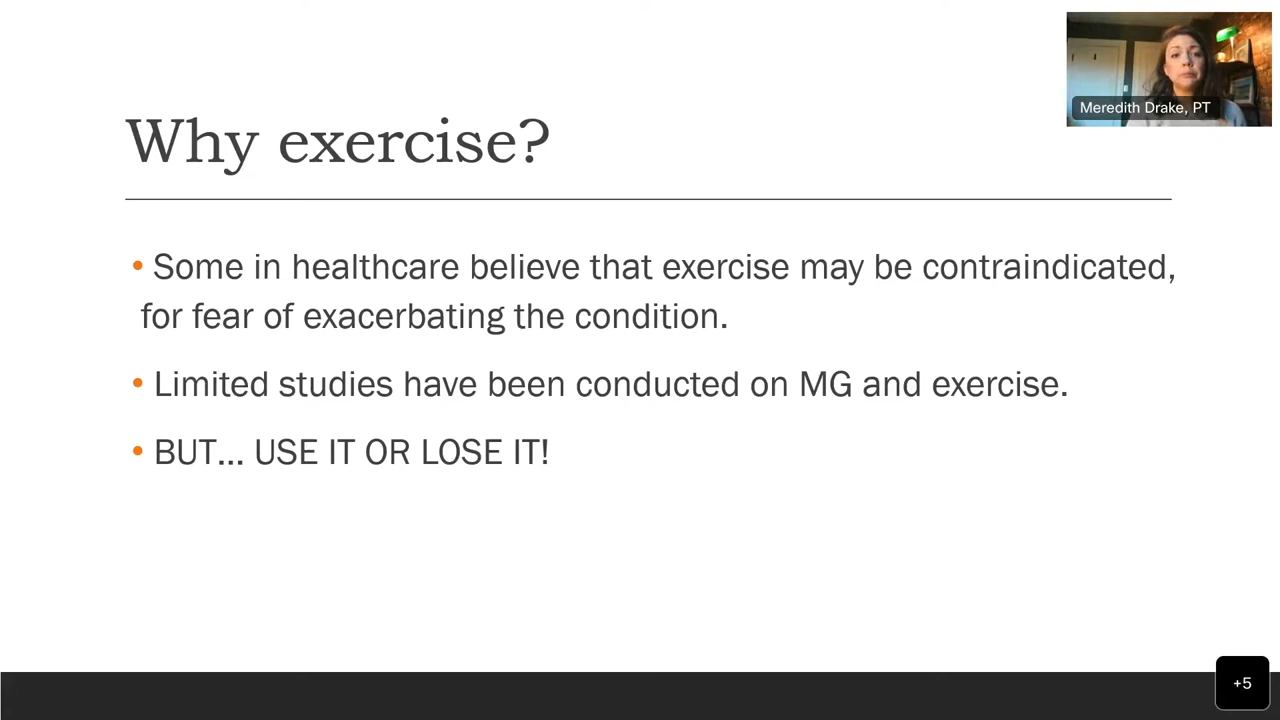 Meredith Drake, PT
Why exercise?
• Some in healthcare believe that exercise may be contraindicated,
for fear of exacerbating the condition.
• Limited studies have been conducted on MG and exercise.
• BUT... USE IT OR LOSE IT!
+5